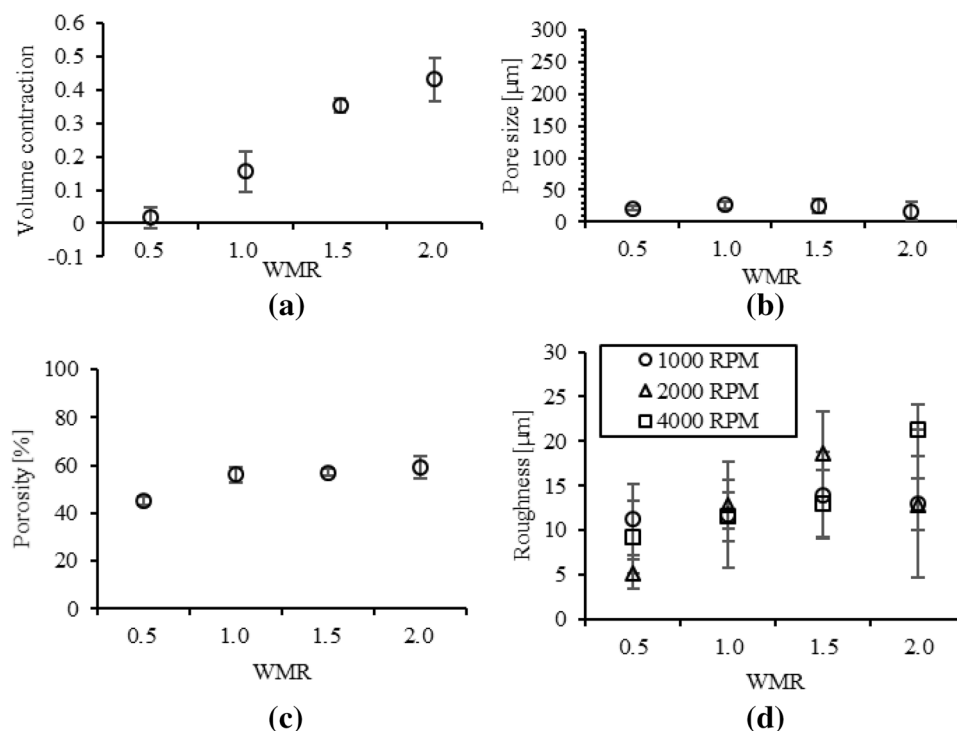 Volume contraction
0.6
0.5
0.4
0.3
0.2
0.1
0
-0.1
0.5 1.0 1.5 2.0
WMR
(a)
Pore size [μm]
300
250
200
150
100
50
0
0.5 1.0 1.5 2.0
WMR
(b)
Porosity [%]
100
80
60
40
20
0
0.5 1.0 1.5 2.0
WMR
(c)
Roughness [μm]
30
25
20
15
10
5
0
1000 RPM
2000 RPM
4000 RPM
0.5 1.0 1.5 2.0
WMR
(d)